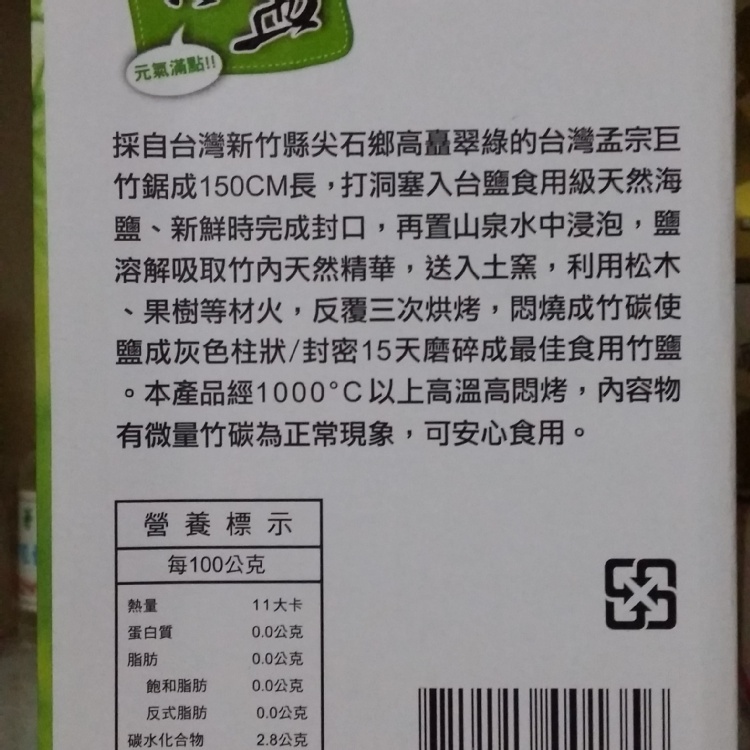 元氣滿點!!
採自台灣新竹縣尖石鄉高矗翠綠的台灣孟宗巨
竹鋸成150CM長，打洞塞入台鹽食用級天然海
鹽、新鮮時完成封口，再置山泉水中浸泡，鹽
溶解吸取竹內天然精華，送入土窯，利用松木
、果樹等材火，反覆三次烘烤，悶燒成竹碳使
鹽成灰色柱狀/封密15天磨碎成最佳食用竹鹽
。本產品經1000°C以上高溫高悶烤，內容物
有微量竹碳為正常現象，可安心食用。
營養標示
每100公克
熱量 11大卡
蛋白質 0.0公克
脂肪 0.0公克
飽和脂肪 0.0公克
反式脂肪 0.0公克
碳水化合物 2.8公克